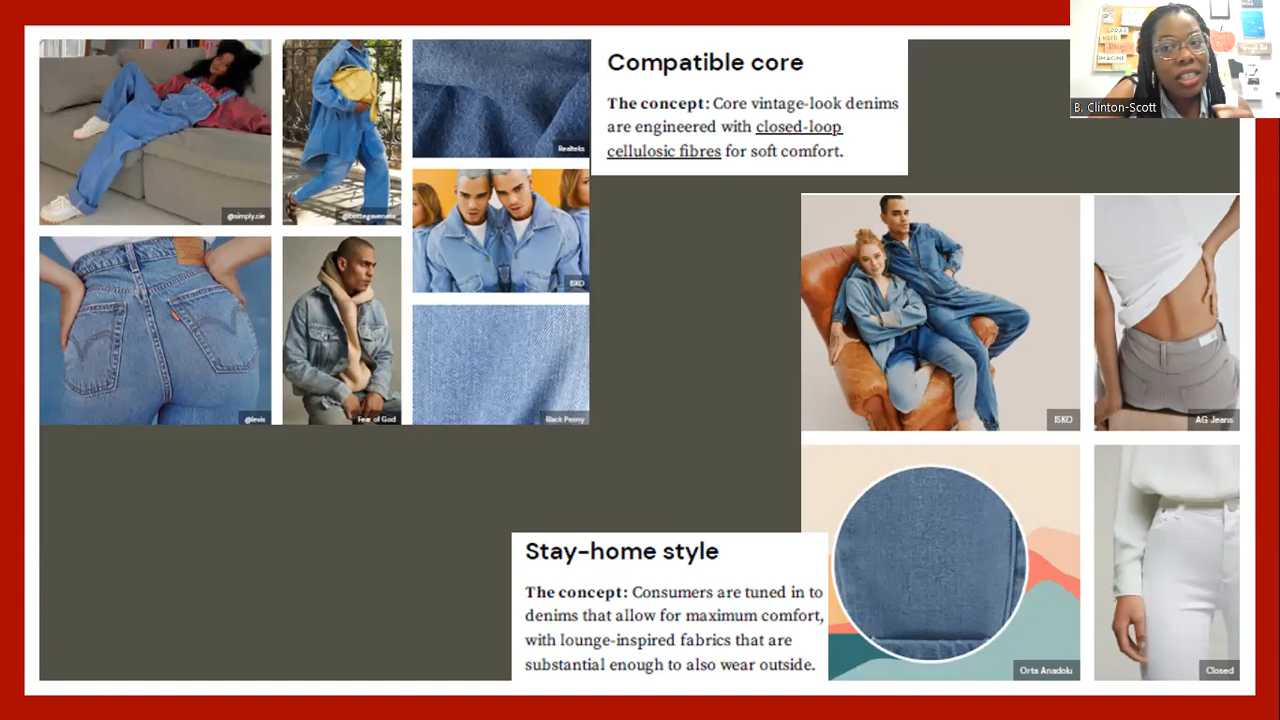 Compatible core
The concept: Core vintage-look denims
are engineered with closed-loop
cellulosic fibres for soft comfort.
B. Clinton-Scott
@simply.cie
@bottegaveneta
Realteks
ISKO
@levis
Fear of God
Black Peony
ISKO
AG Jeans
Stay-home style
The concept: Consumers are tuned in to
denims that allow for maximum comfort,
with lounge-inspired fabrics that are
substantial enough to also wear outside.
Orta Anadolu
Closed
IMAGINE